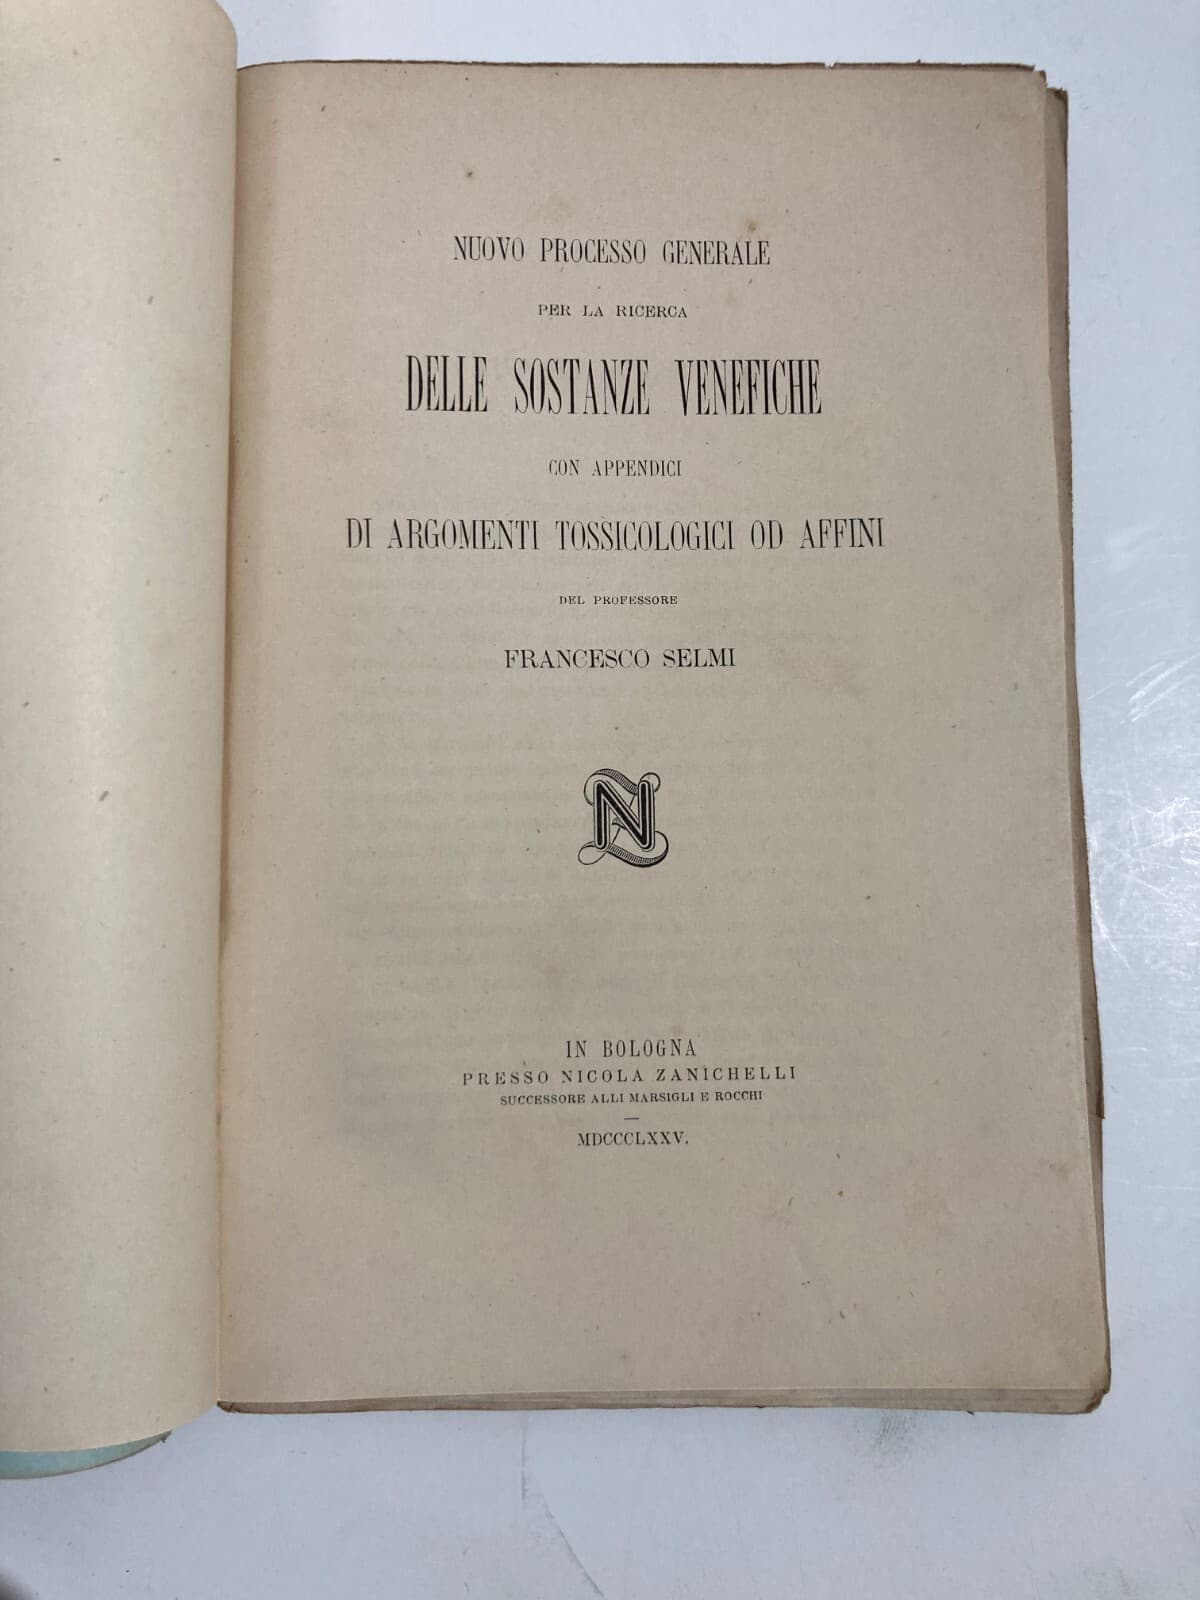 NUOVO PROCESSO GENERALE
PER LA RICERCA
DELLE SOSTANZE VENEFICHE
CON APPENDICI
DI ARGOMENTI TOSSICOLOGICI OD AFFINI
DEL PROFESSORE
FRANCESCO SELMI
NZ
IN BOLOGNA
PRESSO NICOLA ZANICHELLI
SUCCESSORE ALLI MARSIGLI E ROCCHI
MDCCCLXXV.